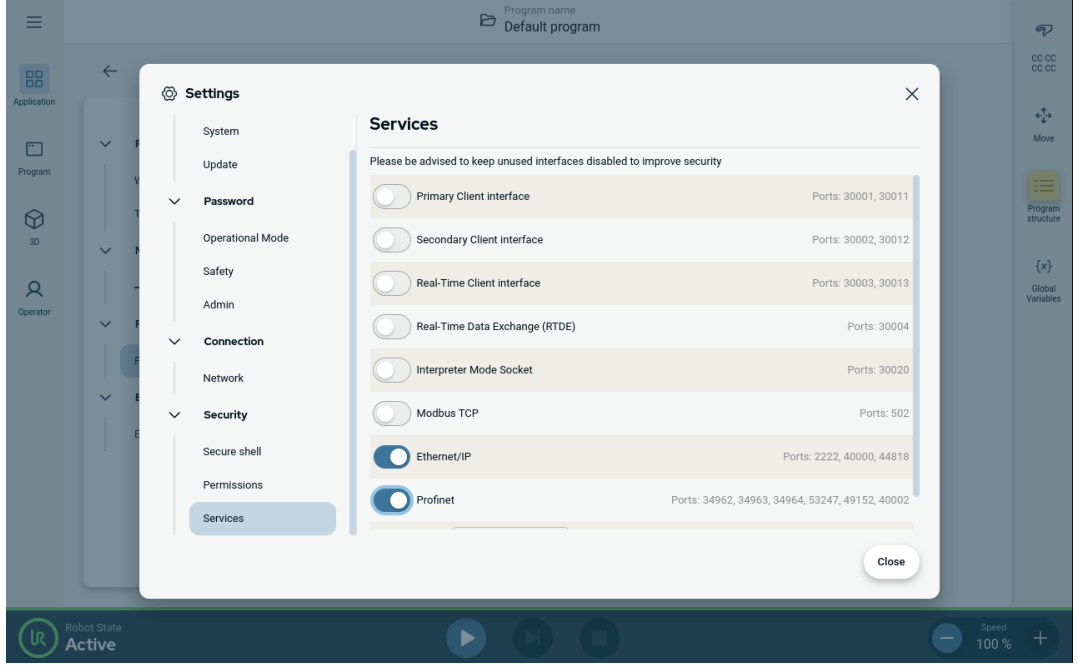 Program name
Default program
Application
Program
3D
Operator
Settings
System
Update
Password
Operational Mode
Safety
Admin
Connection
Network
Security
Secure shell
Permissions
Services
Services
Please be advised to keep unused interfaces disabled to improve security
Primary Client interface Ports: 30001, 30011
Secondary Client interface Ports: 30002, 30012
Real-Time Client interface Ports: 30003, 30013
Real-Time Data Exchange (RTDE) Ports: 30004
Interpreter Mode Socket Ports: 30020
Modbus TCP Ports: 502
Ethernet/IP Ports: 2222, 40000, 44818
Profinet Ports: 34962, 34963, 34964, 53247, 49152, 40002
Close
CC CC
CC CC
Move
Program
structure
{x}
Global
Variables
Robot State
Active
Speed
100 %